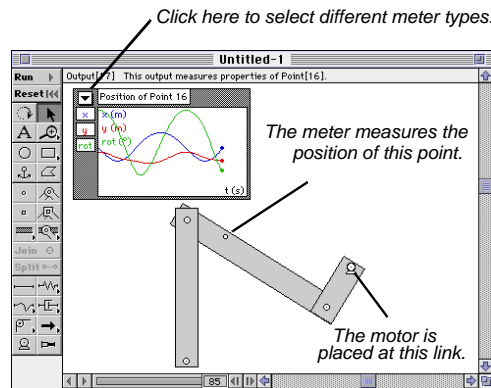 Click here to select different meter types.
Untitled-1
Run
Output[17] This output measures properties of Point[16].
Reset
Position of Point 16
x
x (m)
y
y (m)
rot
rot (°)
t (s)
A
The meter measures the
position of this point.
Join
Split
The motor is
placed at this link.
85